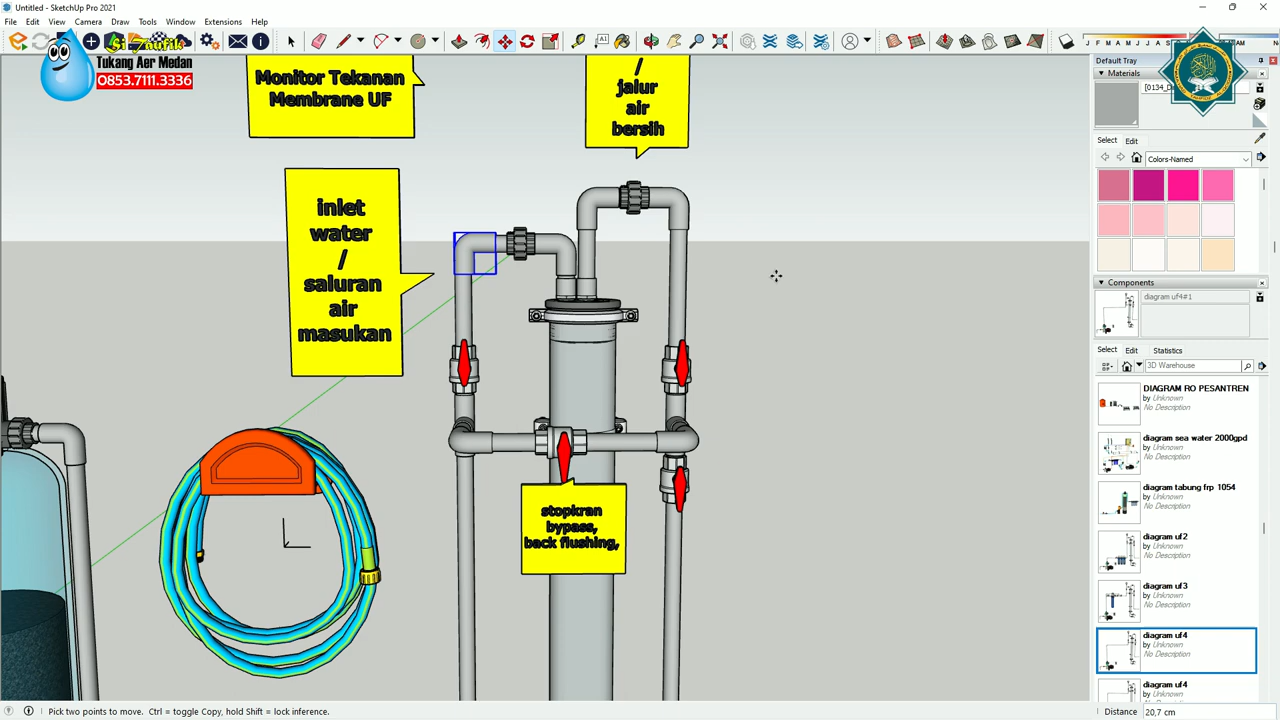 Untitled - SketchUp Pro 2021
File Edit View Camera Draw Tools Window Extensions Help
Si Taufik
Tukang Aer Medan
0853.7111.3336
Monitor Tekanan
Membrane UF
/
jalur
air
bersih
inlet
water
/
saluran
air
masukan
stopkran
bypass,
back flushing,
Default Tray
Materials
Select Edit
Colors-Named
Components
diagram uf4#1
Select Edit Statistics
3D Warehouse
DIAGRAM RO PESANTREN
by Unknown
No Description
diagram sea water 2000gpd
by Unknown
No Description
diagram tabung frp 1054
by Unknown
No Description
diagram uf2
by Unknown
No Description
diagram uf3
by Unknown
No Description
diagram uf4
by Unknown
No Description
diagram uf4
by Unknown
Pick two points to move. Ctrl = toggle Copy, hold Shift = lock inference.
Distance 20,7 cm